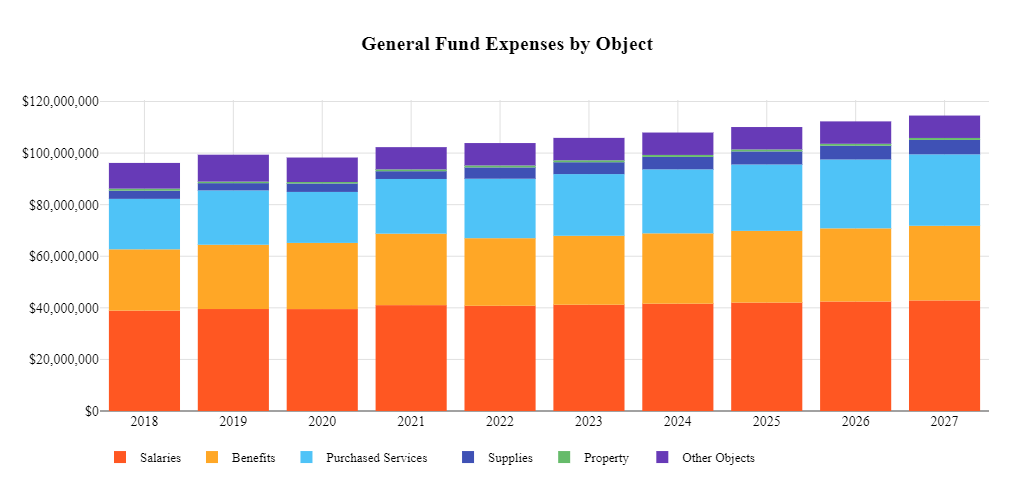 General Fund Expenses by Object
$120,000,000
$100,000,000
$80,000,000
$60,000,000
$40,000,000
$20,000,000
$0
2018 2019 2020 2021 2022 2023 2024 2025 2026 2027
Salaries Benefits Purchased Services Supplies Property Other Objects